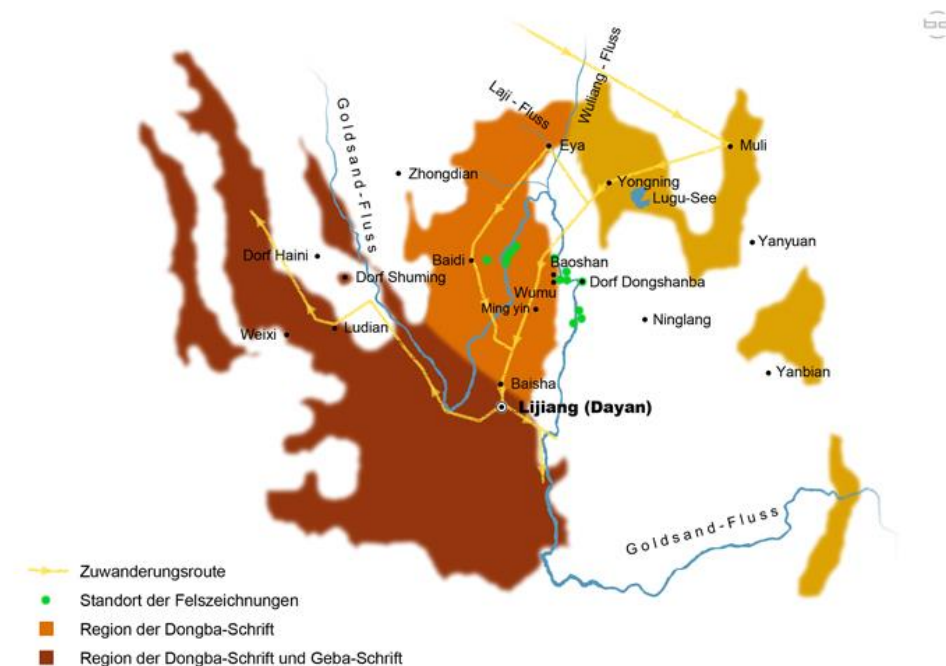 Wuliang - Fluss
Laji - Fluss
Goldsand-Fluss
Eya
Muli
Zhongdian
Yongning
Lugu-See
Yanyuan
Dorf Haini
Baidi
Baoshan
Dorf Shuming
Wumu
Dorf Dongshanba
Ming yin
Ninglang
Weixi
Ludian
Yanbian
Baisha
Lijiang (Dayan)
Goldsand-Fluss
Zuwanderungsroute
Standort der Felszeichnungen
Region der Dongba-Schrift
Region der Dongba-Schrift und Geba-Schrift